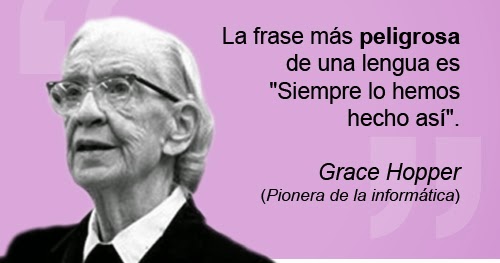 La frase más peligrosa
de una lengua es
"Siempre lo hemos
hecho así".
Grace Hopper
(Pionera de la informática)